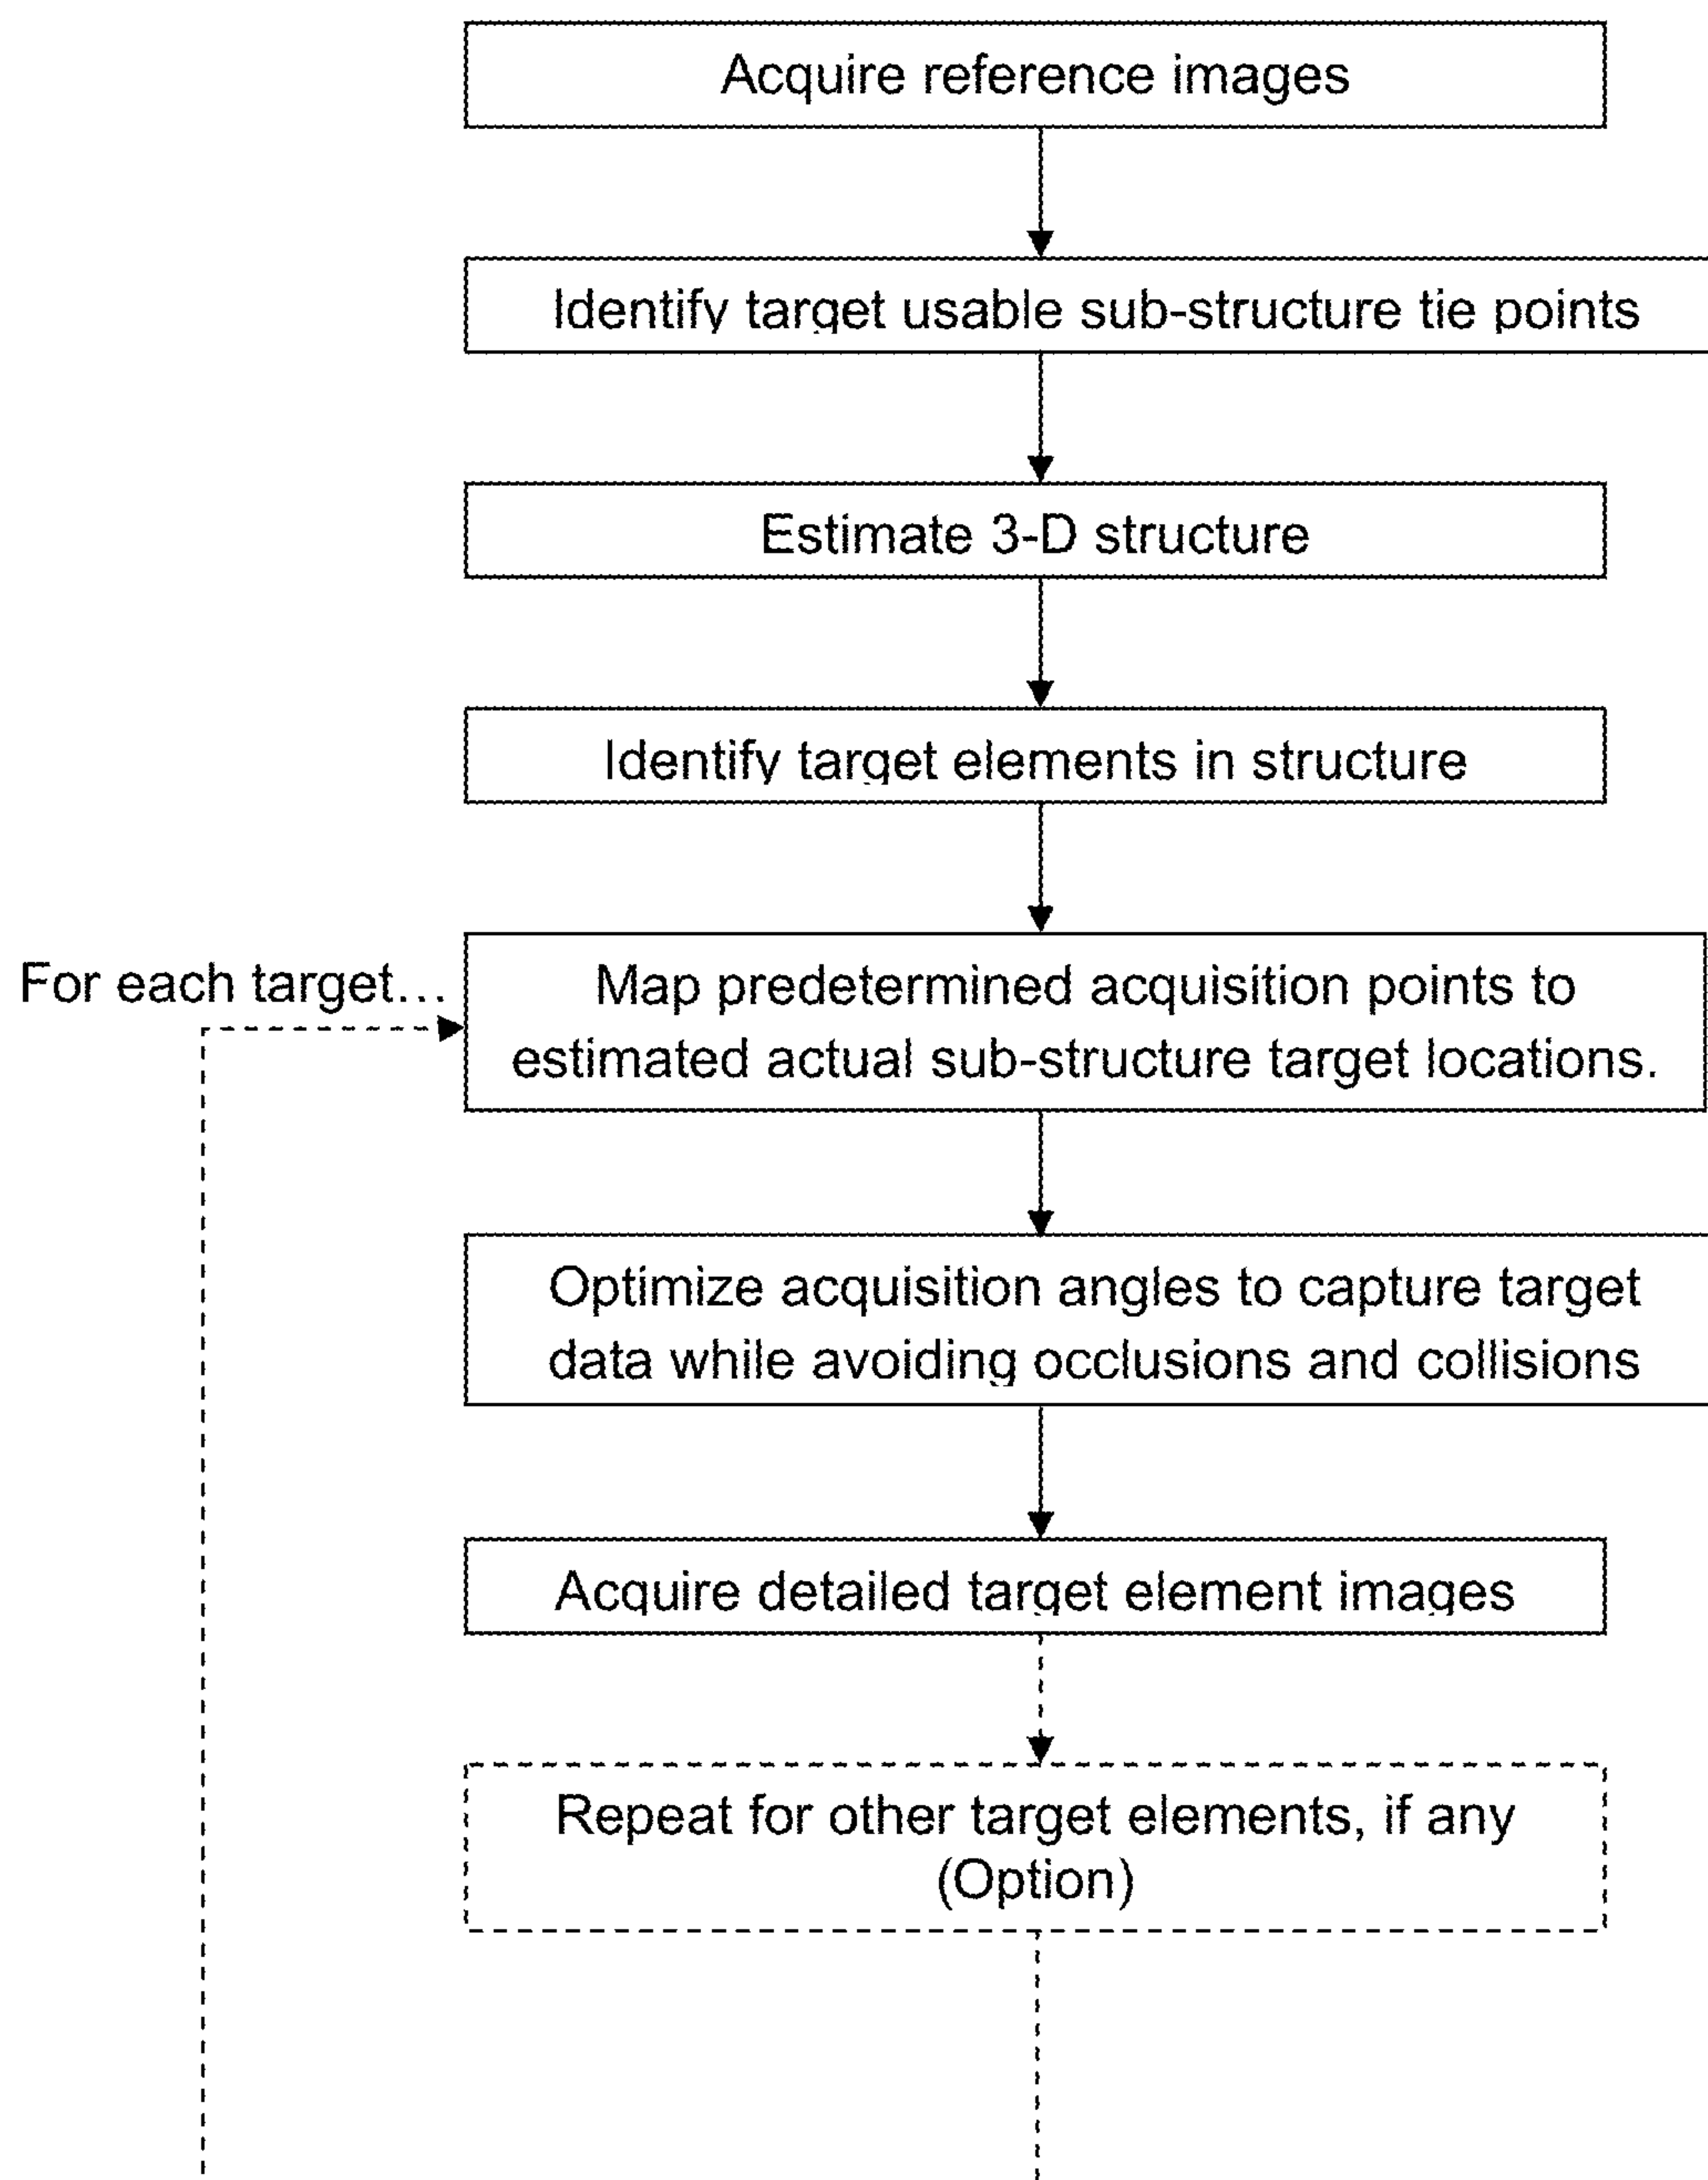 Acquire reference images
Identify target usable sub-structure tie points
Estimate 3-D structure
Identify target elements in structure
For each target...
Map predetermined acquisition points to
estimated actual sub-structure target locations.
Optimize acquisition angles to capture target
data while avoiding occlusions and collisions
Acquire detailed target element images
Repeat for other target elements, if any
(Option)